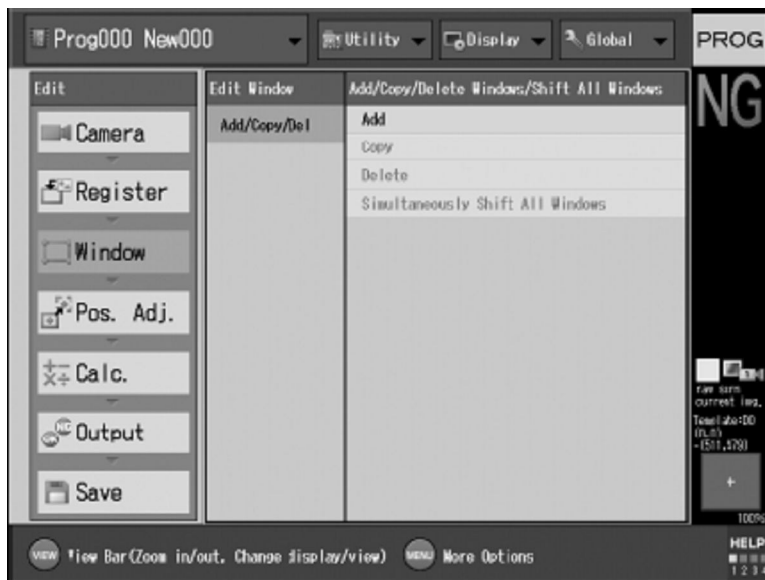 Prog000 New000
Utility
Display
Global
PROG
Edit
Edit Window
Add/Copy/Delete Windows/Shift All Windows
NG
Camera
Register
Window
Pos. Adj.
Calc.
Output
Save
Add/Copy/Del
Add
Copy
Delete
Simultaneously Shift All Windows
current img.
Template:00
(n,n)
-(511,579)
+
100%
VIEW View Bar(Zoom in/out, Change display/view)
MENU More Options
HELP
1 2 3 4